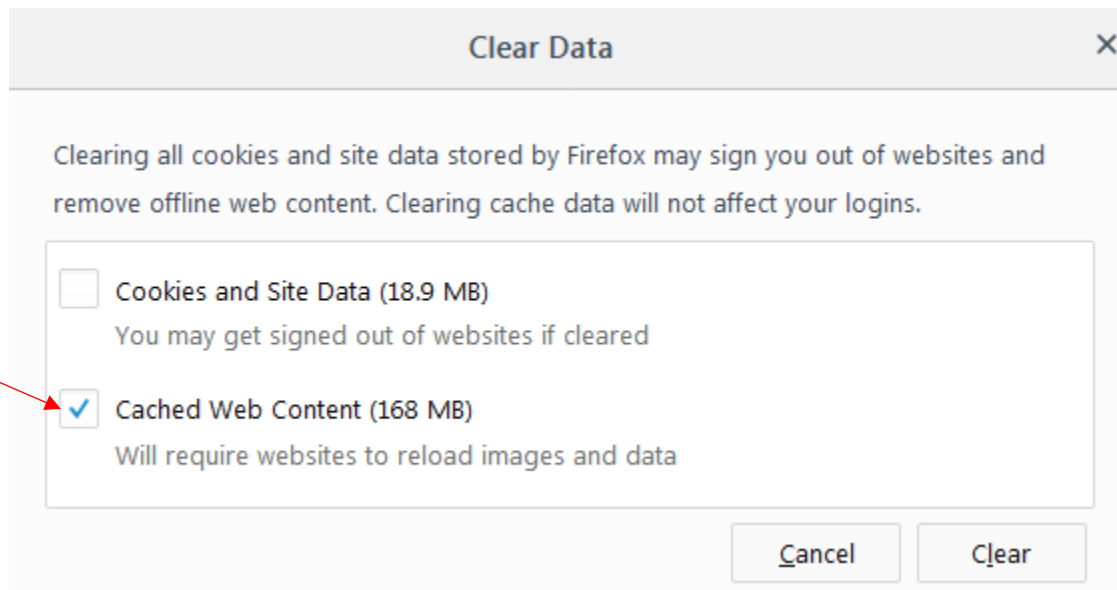 Clear Data
Clearing all cookies and site data stored by Firefox may sign you out of websites and
remove offline web content. Clearing cache data will not affect your logins.
Cookies and Site Data (18.9 MB)
You may get signed out of websites if cleared
Cached Web Content (168 MB)
Will require websites to reload images and data
Cancel
Clear